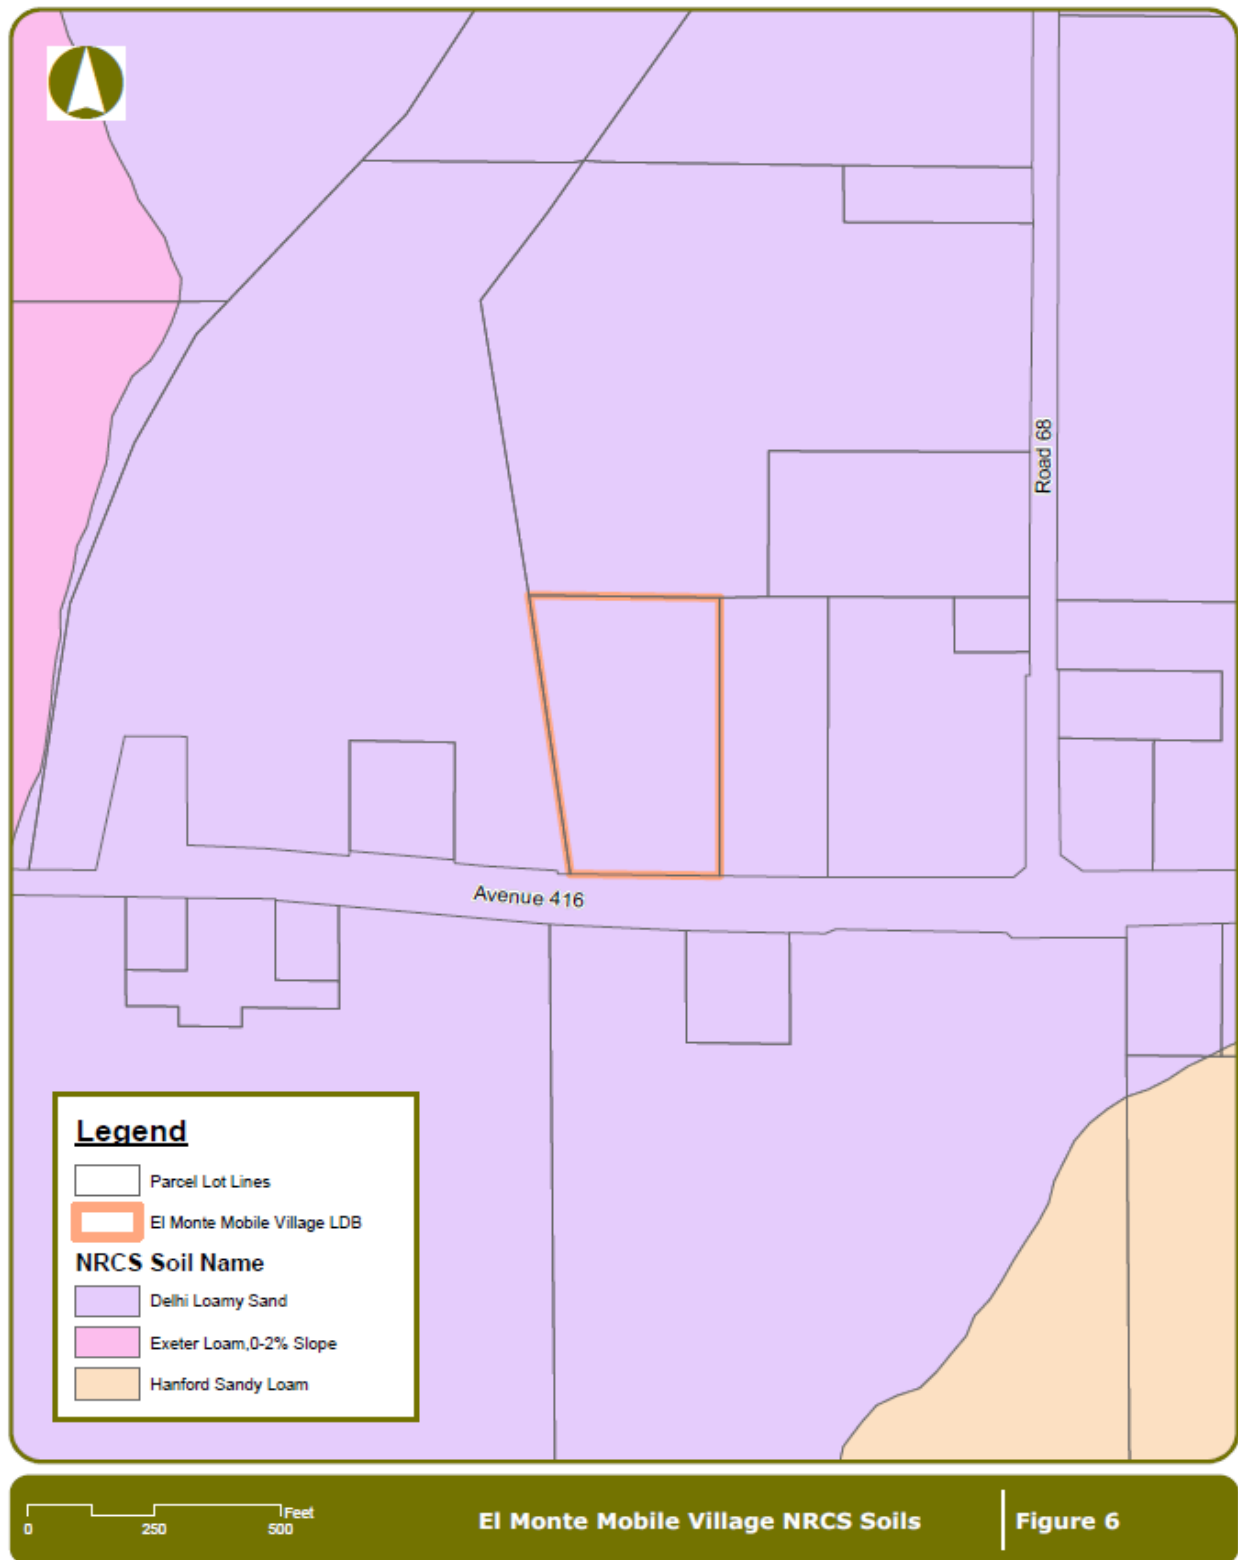 Road 68
Avenue 416
Legend
Parcel Lot Lines
El Monte Mobile Village LDB
NRCS Soil Name
Delhi Loamy Sand
Exeter Loam,0-2% Slope
Hanford Sandy Loam
Feet
0 250 500
El Monte Mobile Village NRCS Soils
Figure 6